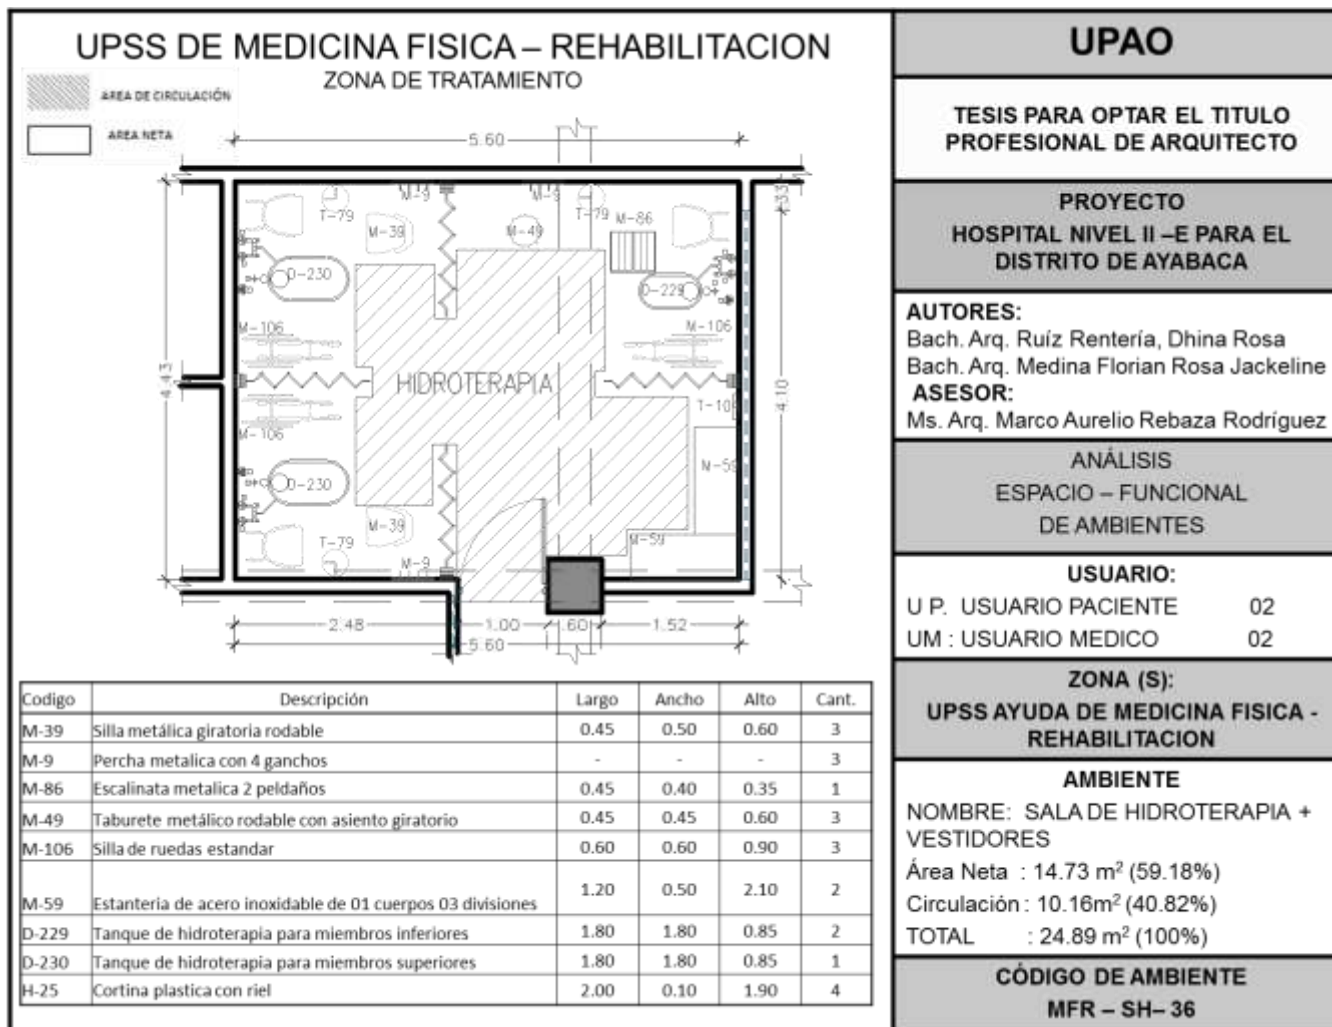 UPSS DE MEDICINA FISICA – REHABILITACION
ZONA DE TRATAMIENTO
AREA DE CIRCULACIÓN
AREA NETA
5.60
.33
M-9
M-9
T-79
T-79
M-86
M-39
M-49
D-230
D-229
M-106
M-106
4.43
HIDROTERAPIA
4.10
T-10
M-106
M-59
D-230
M-39
T-79
M-59
M-9
2.48
1.00
.60
1.52
5.60
Codigo Descripción Largo Ancho Alto Cant.
M-39 Silla metálica giratoria rodable 0.45 0.50 0.60 3
M-9 Percha metalica con 4 ganchos - - - 3
M-86 Escalinata metalica 2 peldaños 0.45 0.40 0.35 1
M-49 Taburete metálico rodable con asiento giratorio 0.45 0.45 0.60 3
M-106 Silla de ruedas estandar 0.60 0.60 0.90 3
M-59 Estanteria de acero inoxidable de 01 cuerpos 03 divisiones 1.20 0.50 2.10 2
D-229 Tanque de hidroterapia para miembros inferiores 1.80 1.80 0.85 2
D-230 Tanque de hidroterapia para miembros superiores 1.80 1.80 0.85 1
H-25 Cortina plastica con riel 2.00 0.10 1.90 4
UPAO
TESIS PARA OPTAR EL TITULO
PROFESIONAL DE ARQUITECTO
PROYECTO
HOSPITAL NIVEL II –E PARA EL
DISTRITO DE AYABACA
AUTORES:
Bach. Arq. Ruíz Rentería, Dhina Rosa
Bach. Arq. Medina Florian Rosa Jackeline
ASESOR:
Ms. Arq. Marco Aurelio Rebaza Rodríguez
ANÁLISIS
ESPACIO – FUNCIONAL
DE AMBIENTES
USUARIO:
U P. USUARIO PACIENTE 02
UM : USUARIO MEDICO 02
ZONA (S):
UPSS AYUDA DE MEDICINA FISICA -
REHABILITACION
AMBIENTE
NOMBRE: SALA DE HIDROTERAPIA +
VESTIDORES
Área Neta : 14.73 m² (59.18%)
Circulación : 10.16m² (40.82%)
TOTAL : 24.89 m² (100%)
CÓDIGO DE AMBIENTE
MFR – SH– 36